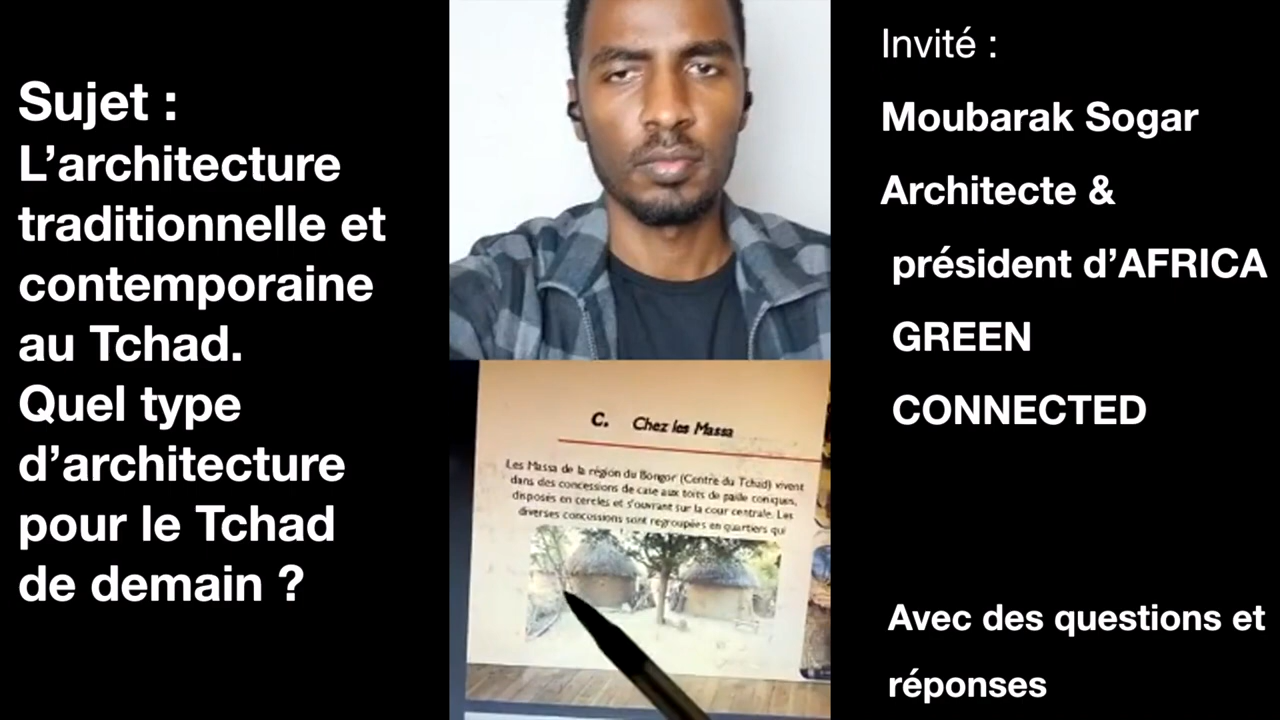 Sujet :
L’architecture
traditionnelle et
contemporaine
au Tchad.
Quel type
d’architecture
pour le Tchad
de demain ?
C. Chez les Massa
Les Massa de la région du Bongor (Centre du Tchad) vivent
dans des concessions de case aux toits de paille coniques,
disposés en cercles et s'ouvrant sur la cour centrale. Les
diverses concessions sont regroupées en quartiers qui
Invité :
Moubarak Sogar
Architecte &
président d’AFRICA
GREEN
CONNECTED
Avec des questions et
réponses